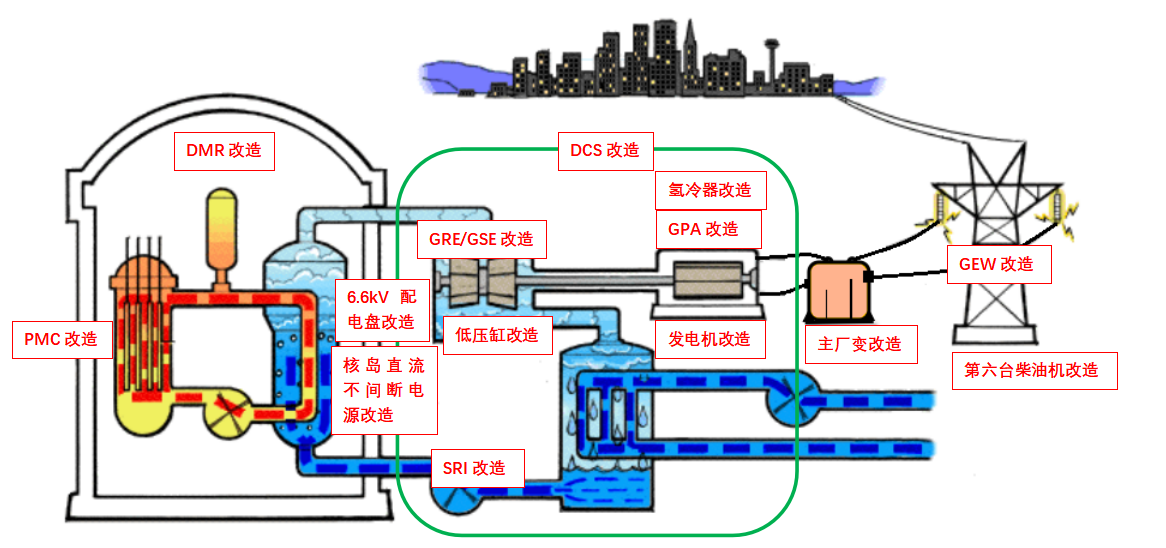 DMR 改造
DCS 改造
氢冷器改造
GPA 改造
GRE/GSE 改造
GEW 改造
6.6kV 配
电盘改造
PMC 改造
低压缸改造
发电机改造
主厂变改造
核岛直流
不间断电
源改造
第六台柴油机改造
SRI 改造